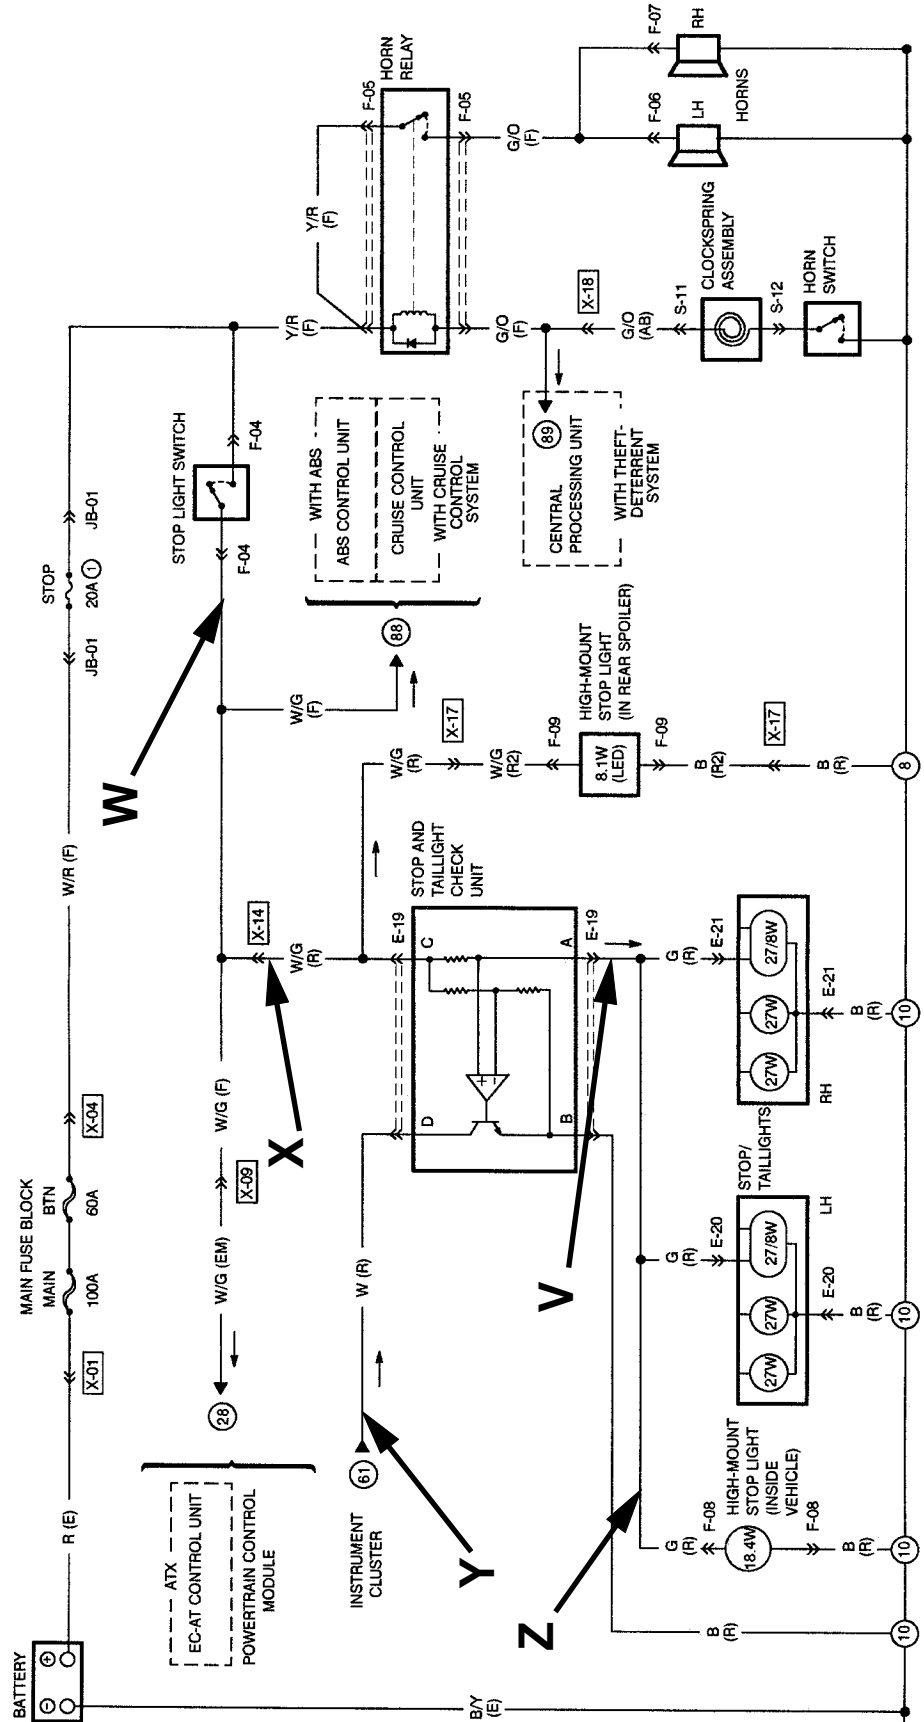 BATTERY
⊖ ⊕
B/Y
(E)
R (E)
X-01
MAIN FUSE BLOCK
MAIN
100A
BTN
60A
X-04
W/R (F)
JB-01
STOP
20A ①
JB-01
ATX
EC-AT CONTROL UNIT
POWERTRAIN CONTROL
MODULE
28
W/G (EM)
X-09
W/G (F)
W
F-04
STOP LIGHT SWITCH
F-04
Y/R
(F)
Y/R
(F)
F-05
HORN
RELAY
F-05
X
X-14
W/G
(R)
W/G
(F)
88
WITH ABS
ABS CONTROL UNIT
CRUISE CONTROL
UNIT
WITH CRUISE
CONTROL
SYSTEM
INSTRUMENT
CLUSTER
61
Y
W (R)
E-19
STOP AND
TAILLIGHT
CHECK
UNIT
D
C
+
-
B
A
E-19
W/G
(R)
X-17
W/G
(R2)
F-09
HIGH-MOUNT
STOP LIGHT
(IN REAR SPOILER)
8.1W
(LED)
F-09
B
(R2)
X-17
B
(R)
8
G/O
(F)
89
CENTRAL
PROCESSING UNIT
WITH THEFT-
DETERRENT
SYSTEM
X-18
G/O
(AB)
S-11
CLOCKSPRING
ASSEMBLY
S-12
HORN
SWITCH
G/O
(F)
F-06
LH
F-07
RH
HORNS
V
Z
B
(R)
10
G
(R)
F-08
18.4W
HIGH-MOUNT
STOP LIGHT
(INSIDE
VEHICLE)
F-08
B
(R)
10
G
(R)
E-20
27W
27W
27/8W
STOP/
TAILLIGHTS
LH
E-20
B
(R)
10
G
(R)
E-21
27W
27W
27/8W
RH
E-21
B
(R)
10